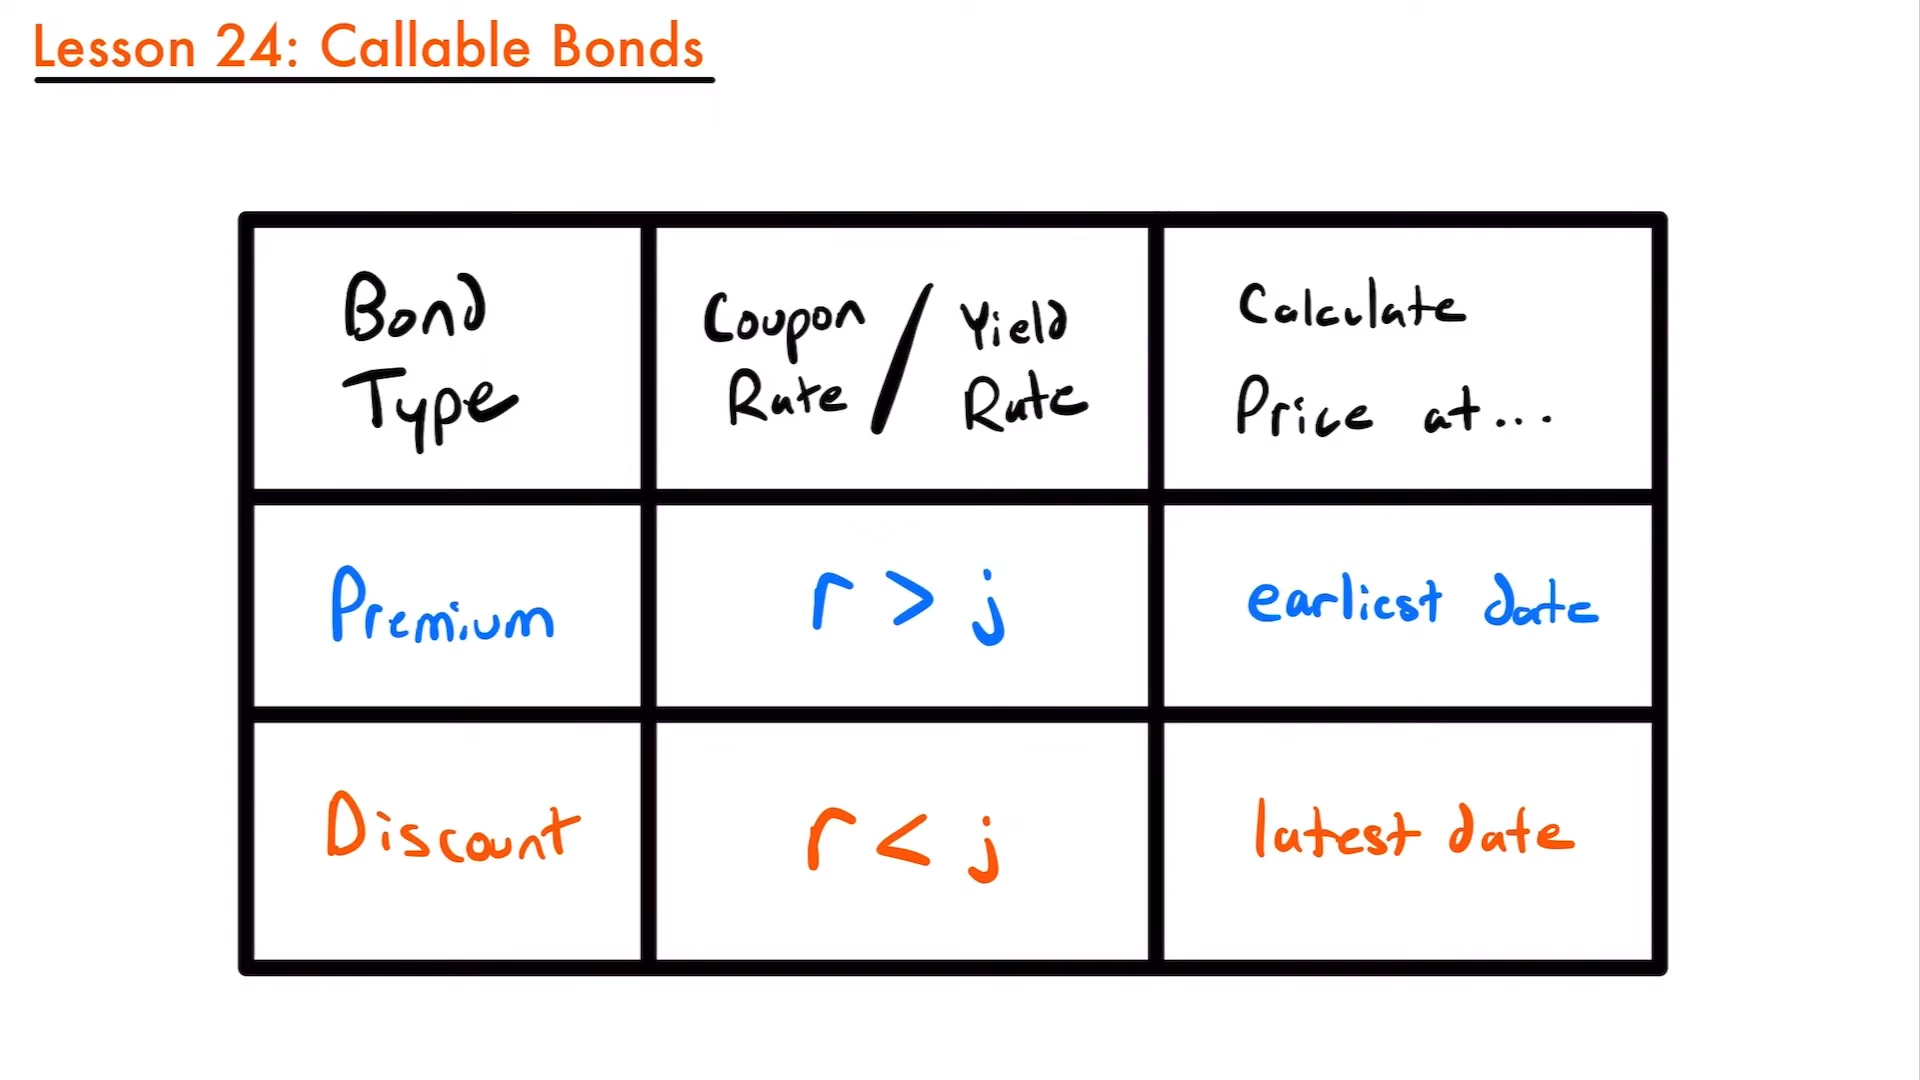 Lesson 24: Callable Bonds
Bond
Type
Coupon
Rate
/
Yield
Rate
Calculate
Price at...
Premium
r > j
earliest date
Discount
r < j
latest date